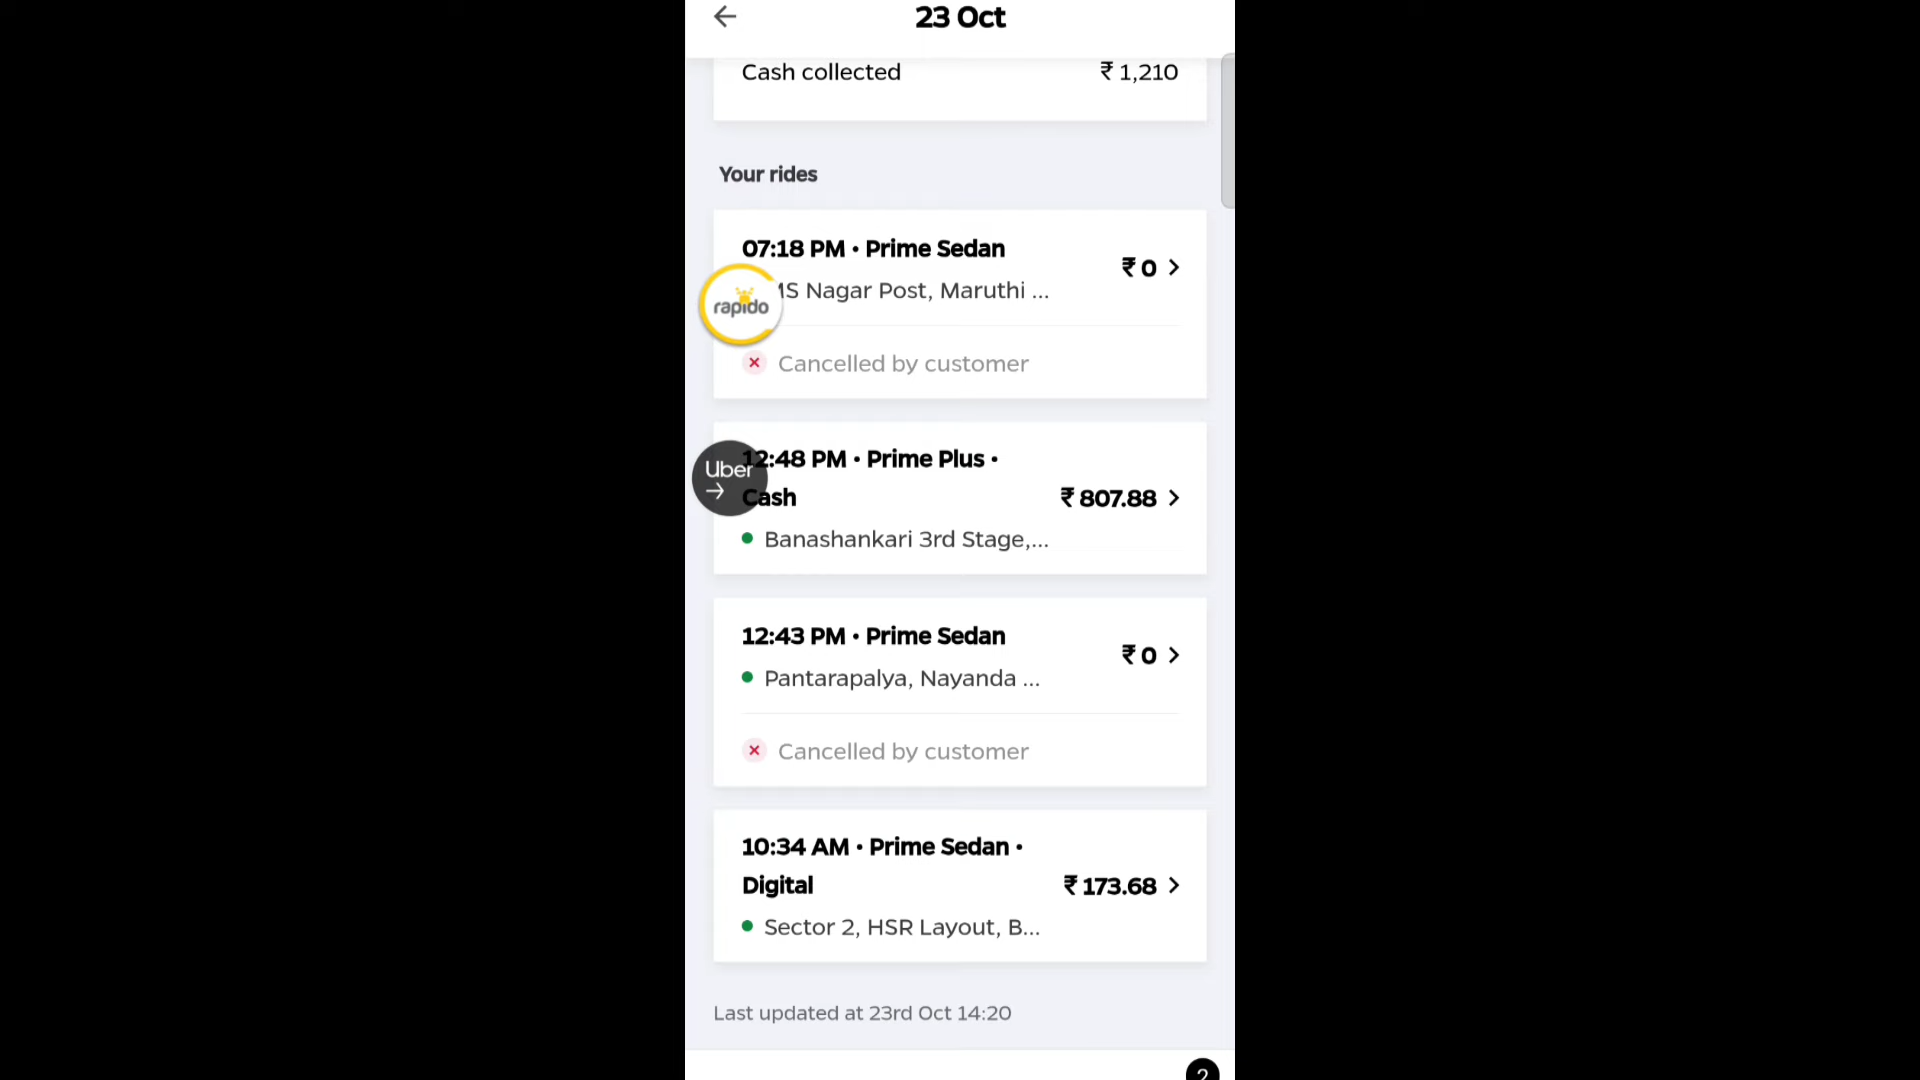 23 Oct
Cash collected ₹ 1,210
Your rides
07:18 PM • Prime Sedan
₹ 0
MS Nagar Post, Maruthi ...
rapido
Cancelled by customer
12:48 PM • Prime Plus •
Uber
Cash ₹ 807.88
Banashankari 3rd Stage,...
12:43 PM • Prime Sedan
₹ 0
Pantarapalya, Nayanda ...
Cancelled by customer
10:34 AM • Prime Sedan •
Digital ₹ 173.68
Sector 2, HSR Layout, B...
Last updated at 23rd Oct 14:20
2